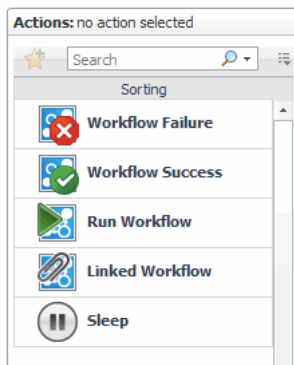 Actions: no action selected
Search
Sorting
Workflow Failure
Workflow Success
Run Workflow
Linked Workflow
Sleep